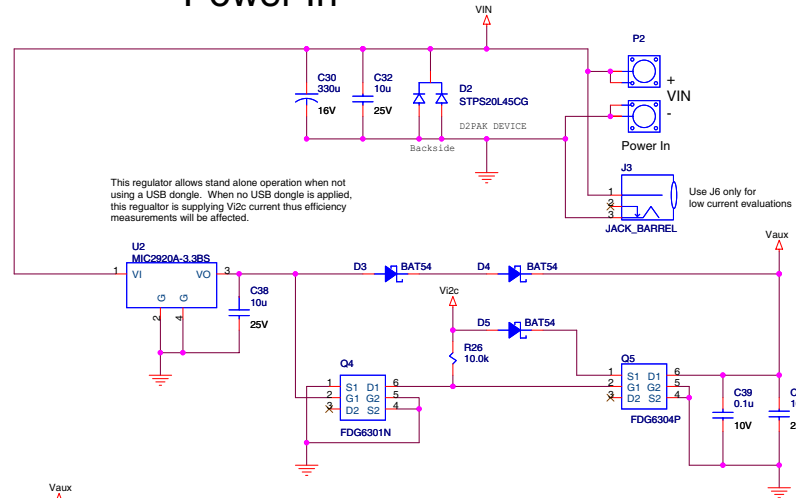 Power In
VIN
P2
C30
330u
16V
C32
10u
25V
D2
STPS20L45CG
D2PAK DEVICE
Backside
+
VIN
-
Power In
J3
1
2
3
JACK_BARREL
Use J6 only for
low current evaluations
This regulator allows stand alone operation when not
using a USB dongle. When no USB dongle is applied,
this regualtor is supplying Vi2c current thus efficiency
measurements will be affected.
Vaux
U2
MIC2920A-3.3BS
1
VI
VO
3
G
G
2
4
C38
10u
25V
D3
BAT54
D4
BAT54
Vi2c
D5
BAT54
R26
10.0k
Q4
1
S1
D1
6
2
G1
G2
5
3
D2
S2
4
FDG6301N
Q5
1
S1
D1
6
2
G1
G2
5
3
D2
S2
4
FDG6304P
C39
0.1u
10V
Vaux